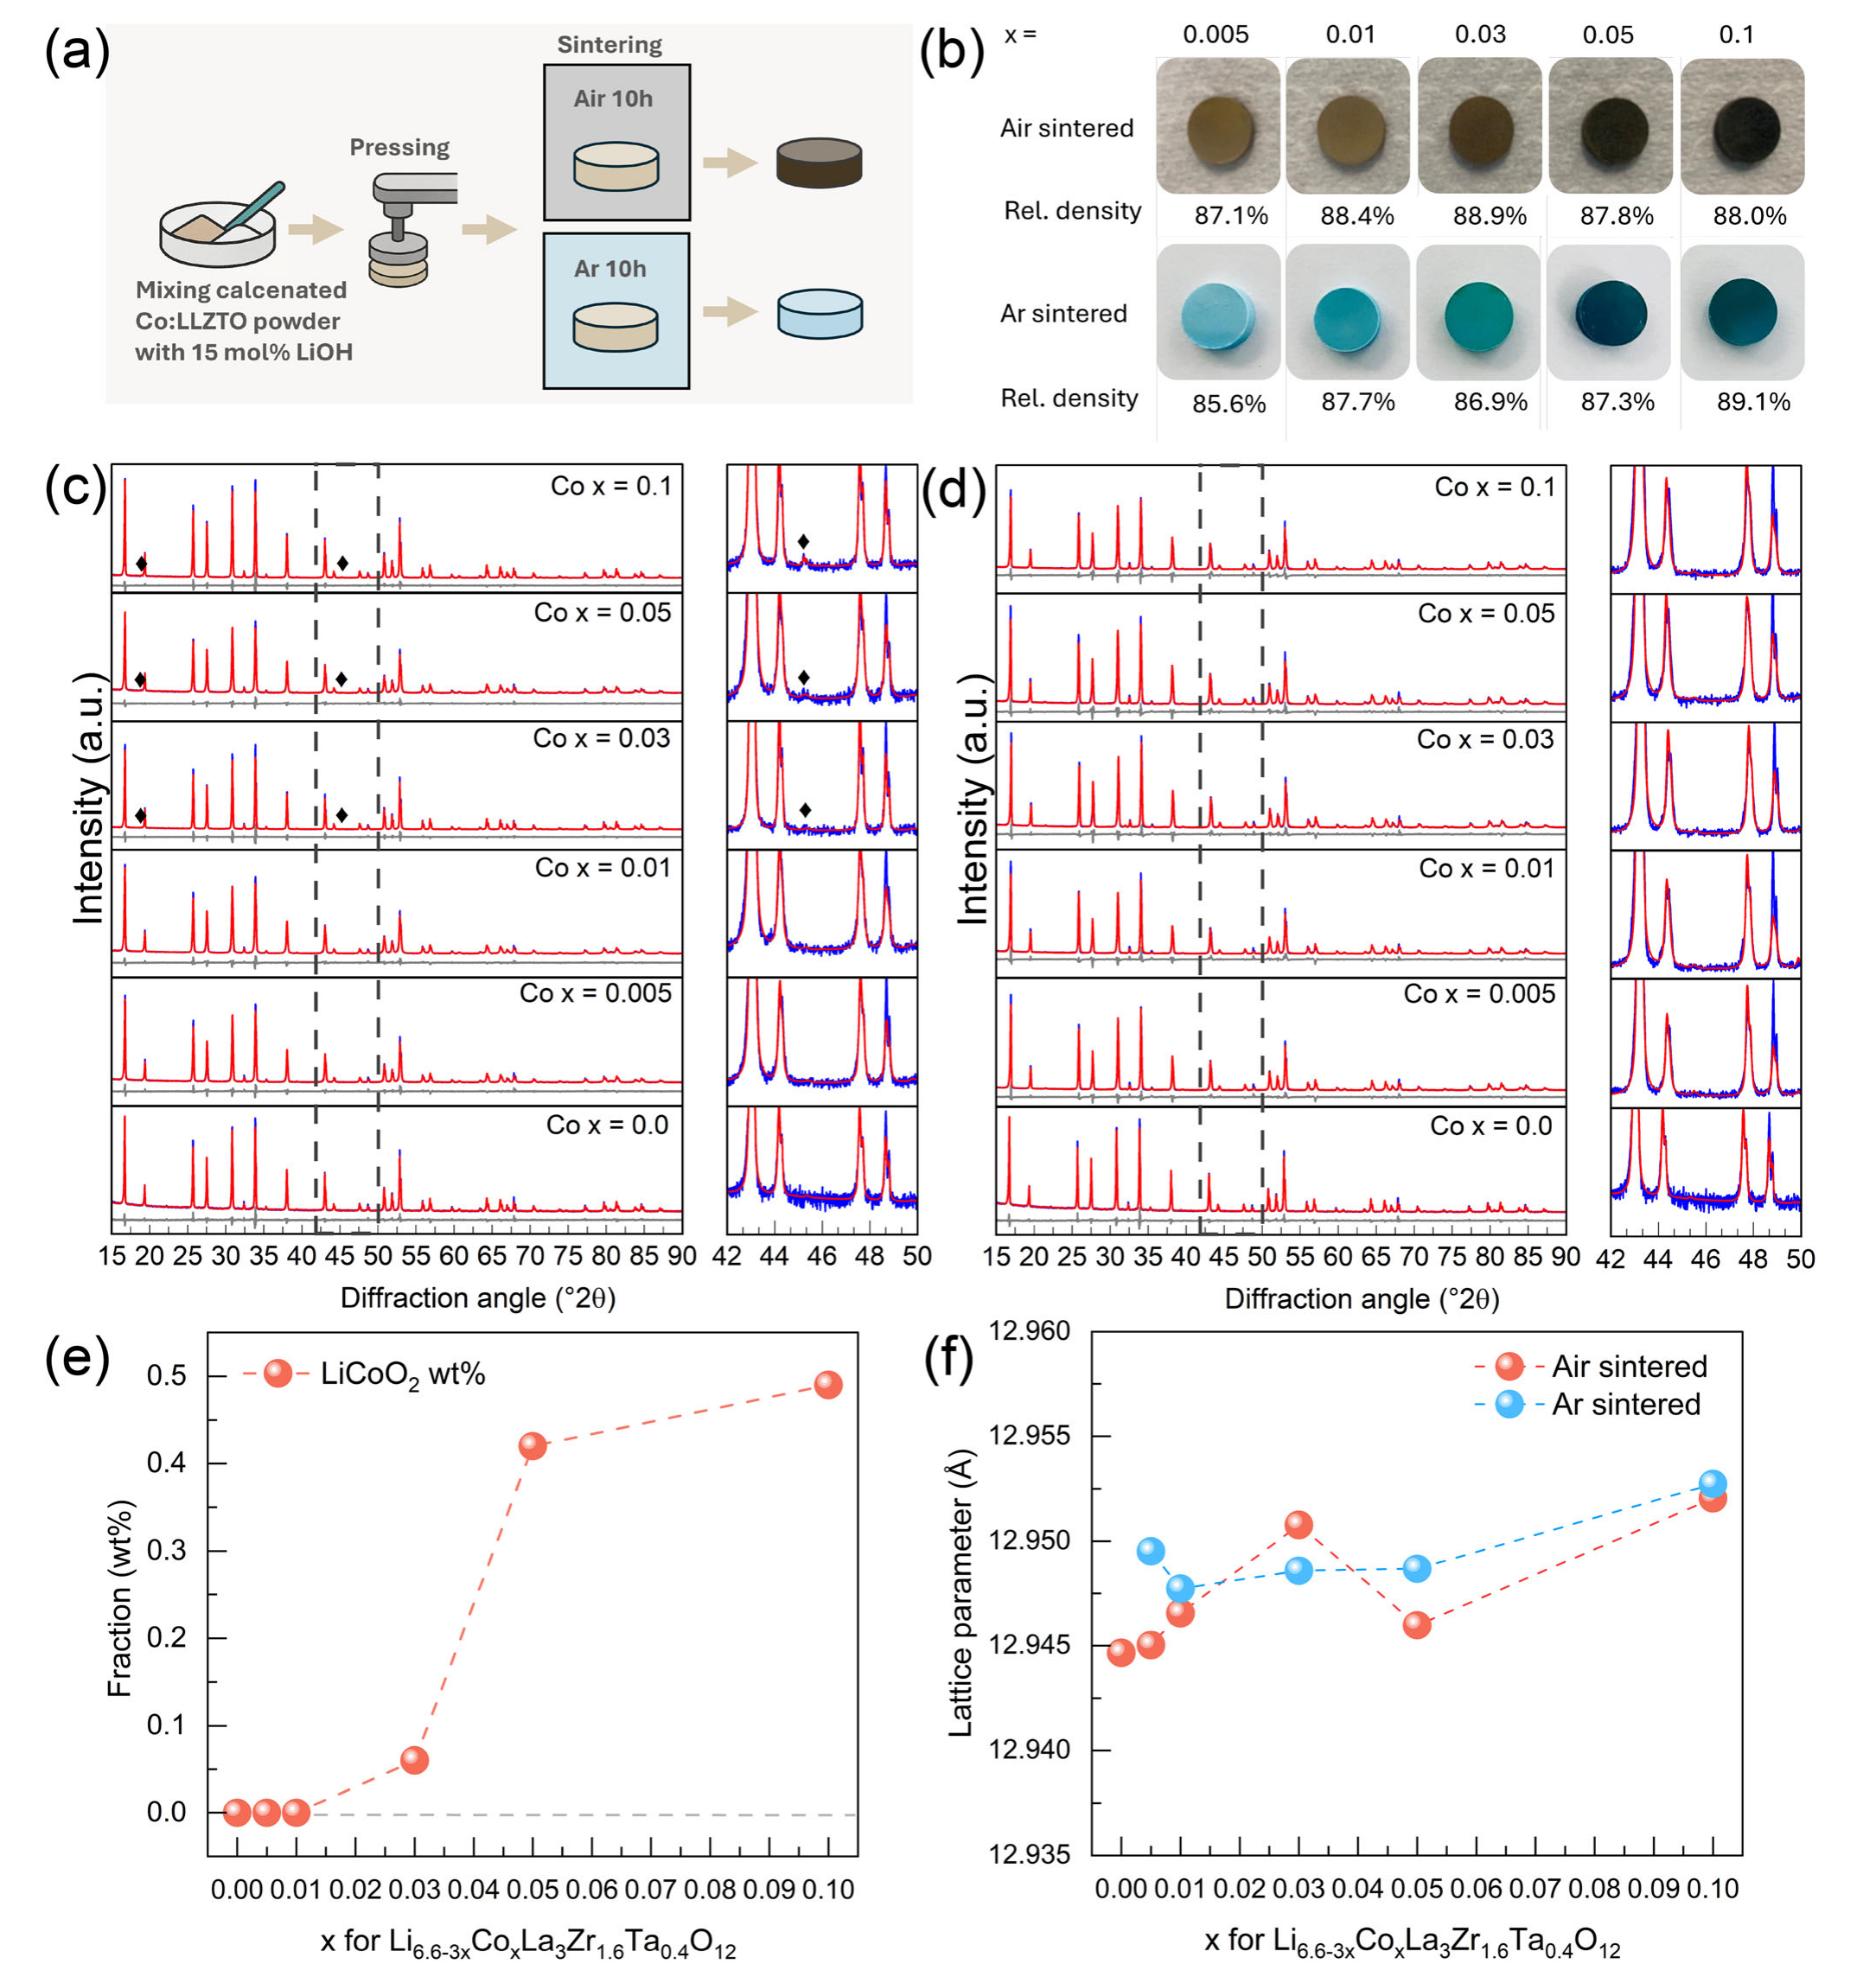 (a)
Sintering
Air 10h
Pressing
Ar 10h
Mixing calcenated
Co:LLZTO powder
with 15 mol% LiOH
(b)
x = 0.005 0.01 0.03 0.05 0.1
Air sintered
Rel. density 87.1% 88.4% 88.9% 87.8% 88.0%
Ar sintered
Rel. density 85.6% 87.7% 86.9% 87.3% 89.1%
(c)
Intensity (a.u.)
Co x = 0.1
Co x = 0.05
Co x = 0.03
Co x = 0.01
Co x = 0.005
Co x = 0.0
15 20 25 30 35 40 45 50 55 60 65 70 75 80 85 90
42 44 46 48 50
Diffraction angle (°2θ)
(d)
Intensity (a.u.)
Co x = 0.1
Co x = 0.05
Co x = 0.03
Co x = 0.01
Co x = 0.005
Co x = 0.0
15 20 25 30 35 40 45 50 55 60 65 70 75 80 85 90
42 44 46 48 50
Diffraction angle (°2θ)
(e)
LiCoO2 wt%
Fraction (wt%)
0.5
0.4
0.3
0.2
0.1
0.0
0.00 0.01 0.02 0.03 0.04 0.05 0.06 0.07 0.08 0.09 0.10
x for Li6.6-3xCoxLa3Zr1.6Ta0.4O12
(f)
Air sintered
Ar sintered
Lattice parameter (Å)
12.960
12.955
12.950
12.945
12.940
12.935
0.00 0.01 0.02 0.03 0.04 0.05 0.06 0.07 0.08 0.09 0.10
x for Li6.6-3xCoxLa3Zr1.6Ta0.4O12